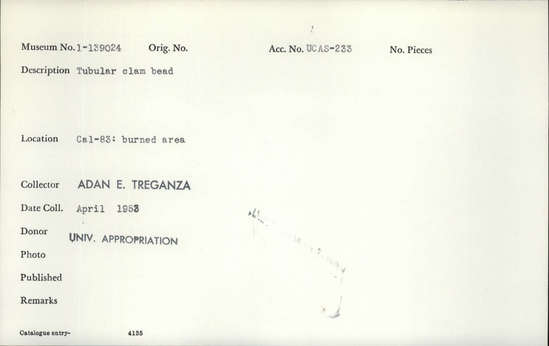 Museum No. 1-139024 Orig. No. Acc. No. UCAS-233 No. Pieces
Description Tubular clam bead
Location Cal-83: burned area
Collector ADAN E. TREGANZA
Date Coll. April 1953
Donor UNIV. APPROPRIATION
Photo
Published
Remarks
Catalogue entry- 4135